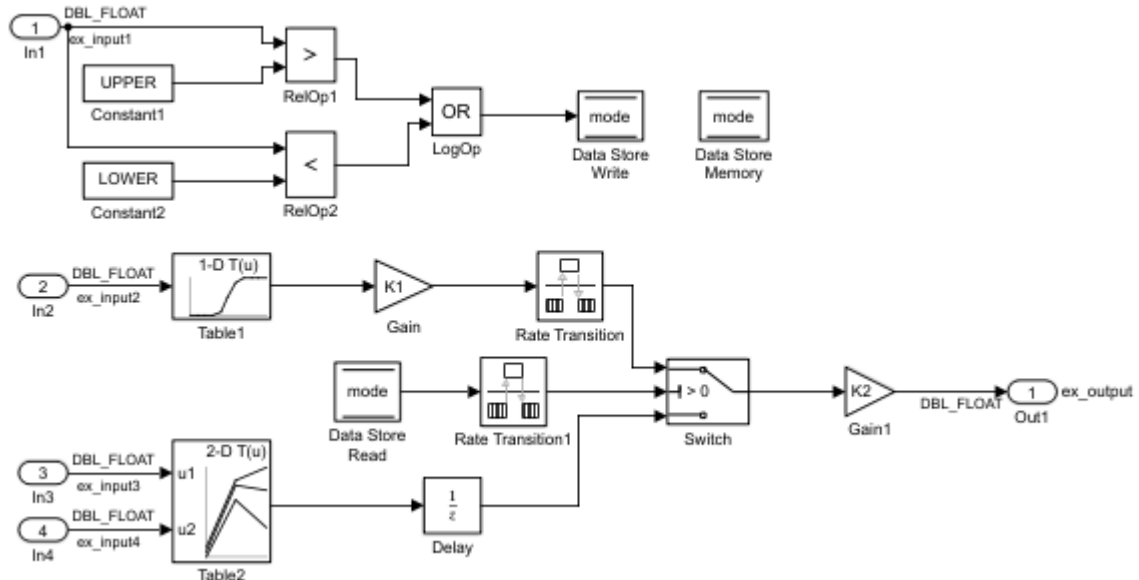 DBL_FLOAT
1
ex_input1
In1
>
RelOp1
UPPER
Constant1
OR
LogOp
mode
Data Store
Write
mode
Data Store
Memory
<
RelOp2
LOWER
Constant2
DBL_FLOAT
2
ex_input2
In2
1-D T(u)
Table1
K1
Gain
Rate Transition
mode
Data Store
Read
Rate Transition1
> 0
Switch
K2
Gain1
DBL_FLOAT
1
Out1
ex_output
DBL_FLOAT
3
ex_input3
In3
DBL_FLOAT
4
ex_input4
In4
2-D T(u)
u1
u2
Table2
1
z
Delay